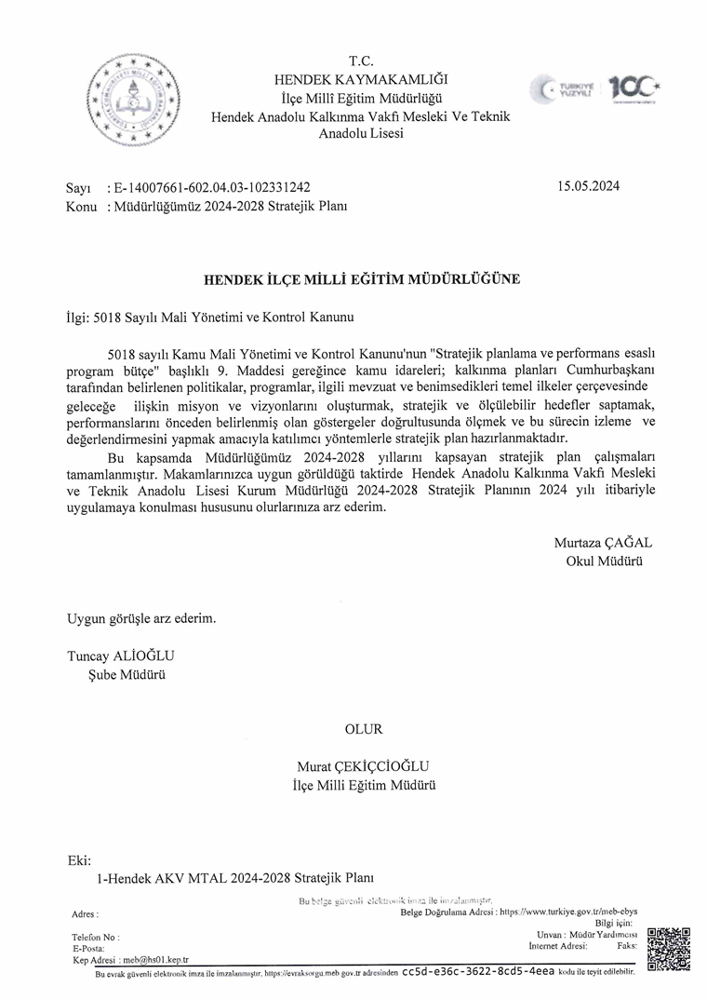 T.C.
HENDEK KAYMAKAMLIĞI
İlçe Millî Eğitim Müdürlüğü
Hendek Anadolu Kalkınma Vakfı Mesleki Ve Teknik
Anadolu Lisesi
TÜRKİYE
YÜZYILI
100
Sayı : E-14007661-602.04.03-102331242
15.05.2024
Konu : Müdürlüğümüz 2024-2028 Stratejik Planı
HENDEK İLÇE MİLLİ EĞİTİM MÜDÜRLÜĞÜNE
İlgi: 5018 Sayılı Mali Yönetimi ve Kontrol Kanunu
5018 sayılı Kamu Mali Yönetimi ve Kontrol Kanunu'nun "Stratejik planlama ve performans esaslı
program bütçe" başlıklı 9. Maddesi gereğince kamu idareleri; kalkınma planları Cumhurbaşkanı
tarafından belirlenen politikalar, programlar, ilgili mevzuat ve benimsedikleri temel ilkeler çerçevesinde
geleceğe ilişkin misyon ve vizyonlarını oluşturmak, stratejik ve ölçülebilir hedefler saptamak,
performanslarını önceden belirlenmiş olan göstergeler doğrultusunda ölçmek ve bu sürecin izleme ve
değerlendirmesini yapmak amacıyla katılımcı yöntemlerle stratejik plan hazırlanmaktadır.
Bu kapsamda Müdürlüğümüz 2024-2028 yıllarını kapsayan stratejik plan çalışmaları
tamamlanmıştır. Makamlarınızca uygun görüldüğü taktirde Hendek Anadolu Kalkınma Vakfı Mesleki
ve Teknik Anadolu Lisesi Kurum Müdürlüğü 2024-2028 Stratejik Planının 2024 yılı itibariyle
uygulamaya konulması hususunu olurlarınıza arz ederim.
Murtaza ÇAĞAL
Okul Müdürü
Uygun görüşle arz ederim.
Tuncay ALİOĞLU
Şube Müdürü
OLUR
Murat ÇEKİÇCİOĞLU
İlçe Milli Eğitim Müdürü
Eki:
1-Hendek AKV MTAL 2024-2028 Stratejik Planı
Bu belge güvenli elektronik imza ile imzalanmıştır.
Adres :
Belge Doğrulama Adresi : https://www.turkiye.gov.tr/meb-ebys
Bilgi için:
Telefon No :
Unvan : Müdür Yardımcısı
E-Posta:
İnternet Adresi: Faks:
Kep Adresi : meb@hs01.kep.tr
Bu evrak güvenli elektronik imza ile imzalanmıştır. https://evraksorgu.meb gov.tr adresinden cc5d-e36c-3622-8cd5-4eea kodu ile teyit edilebilir.